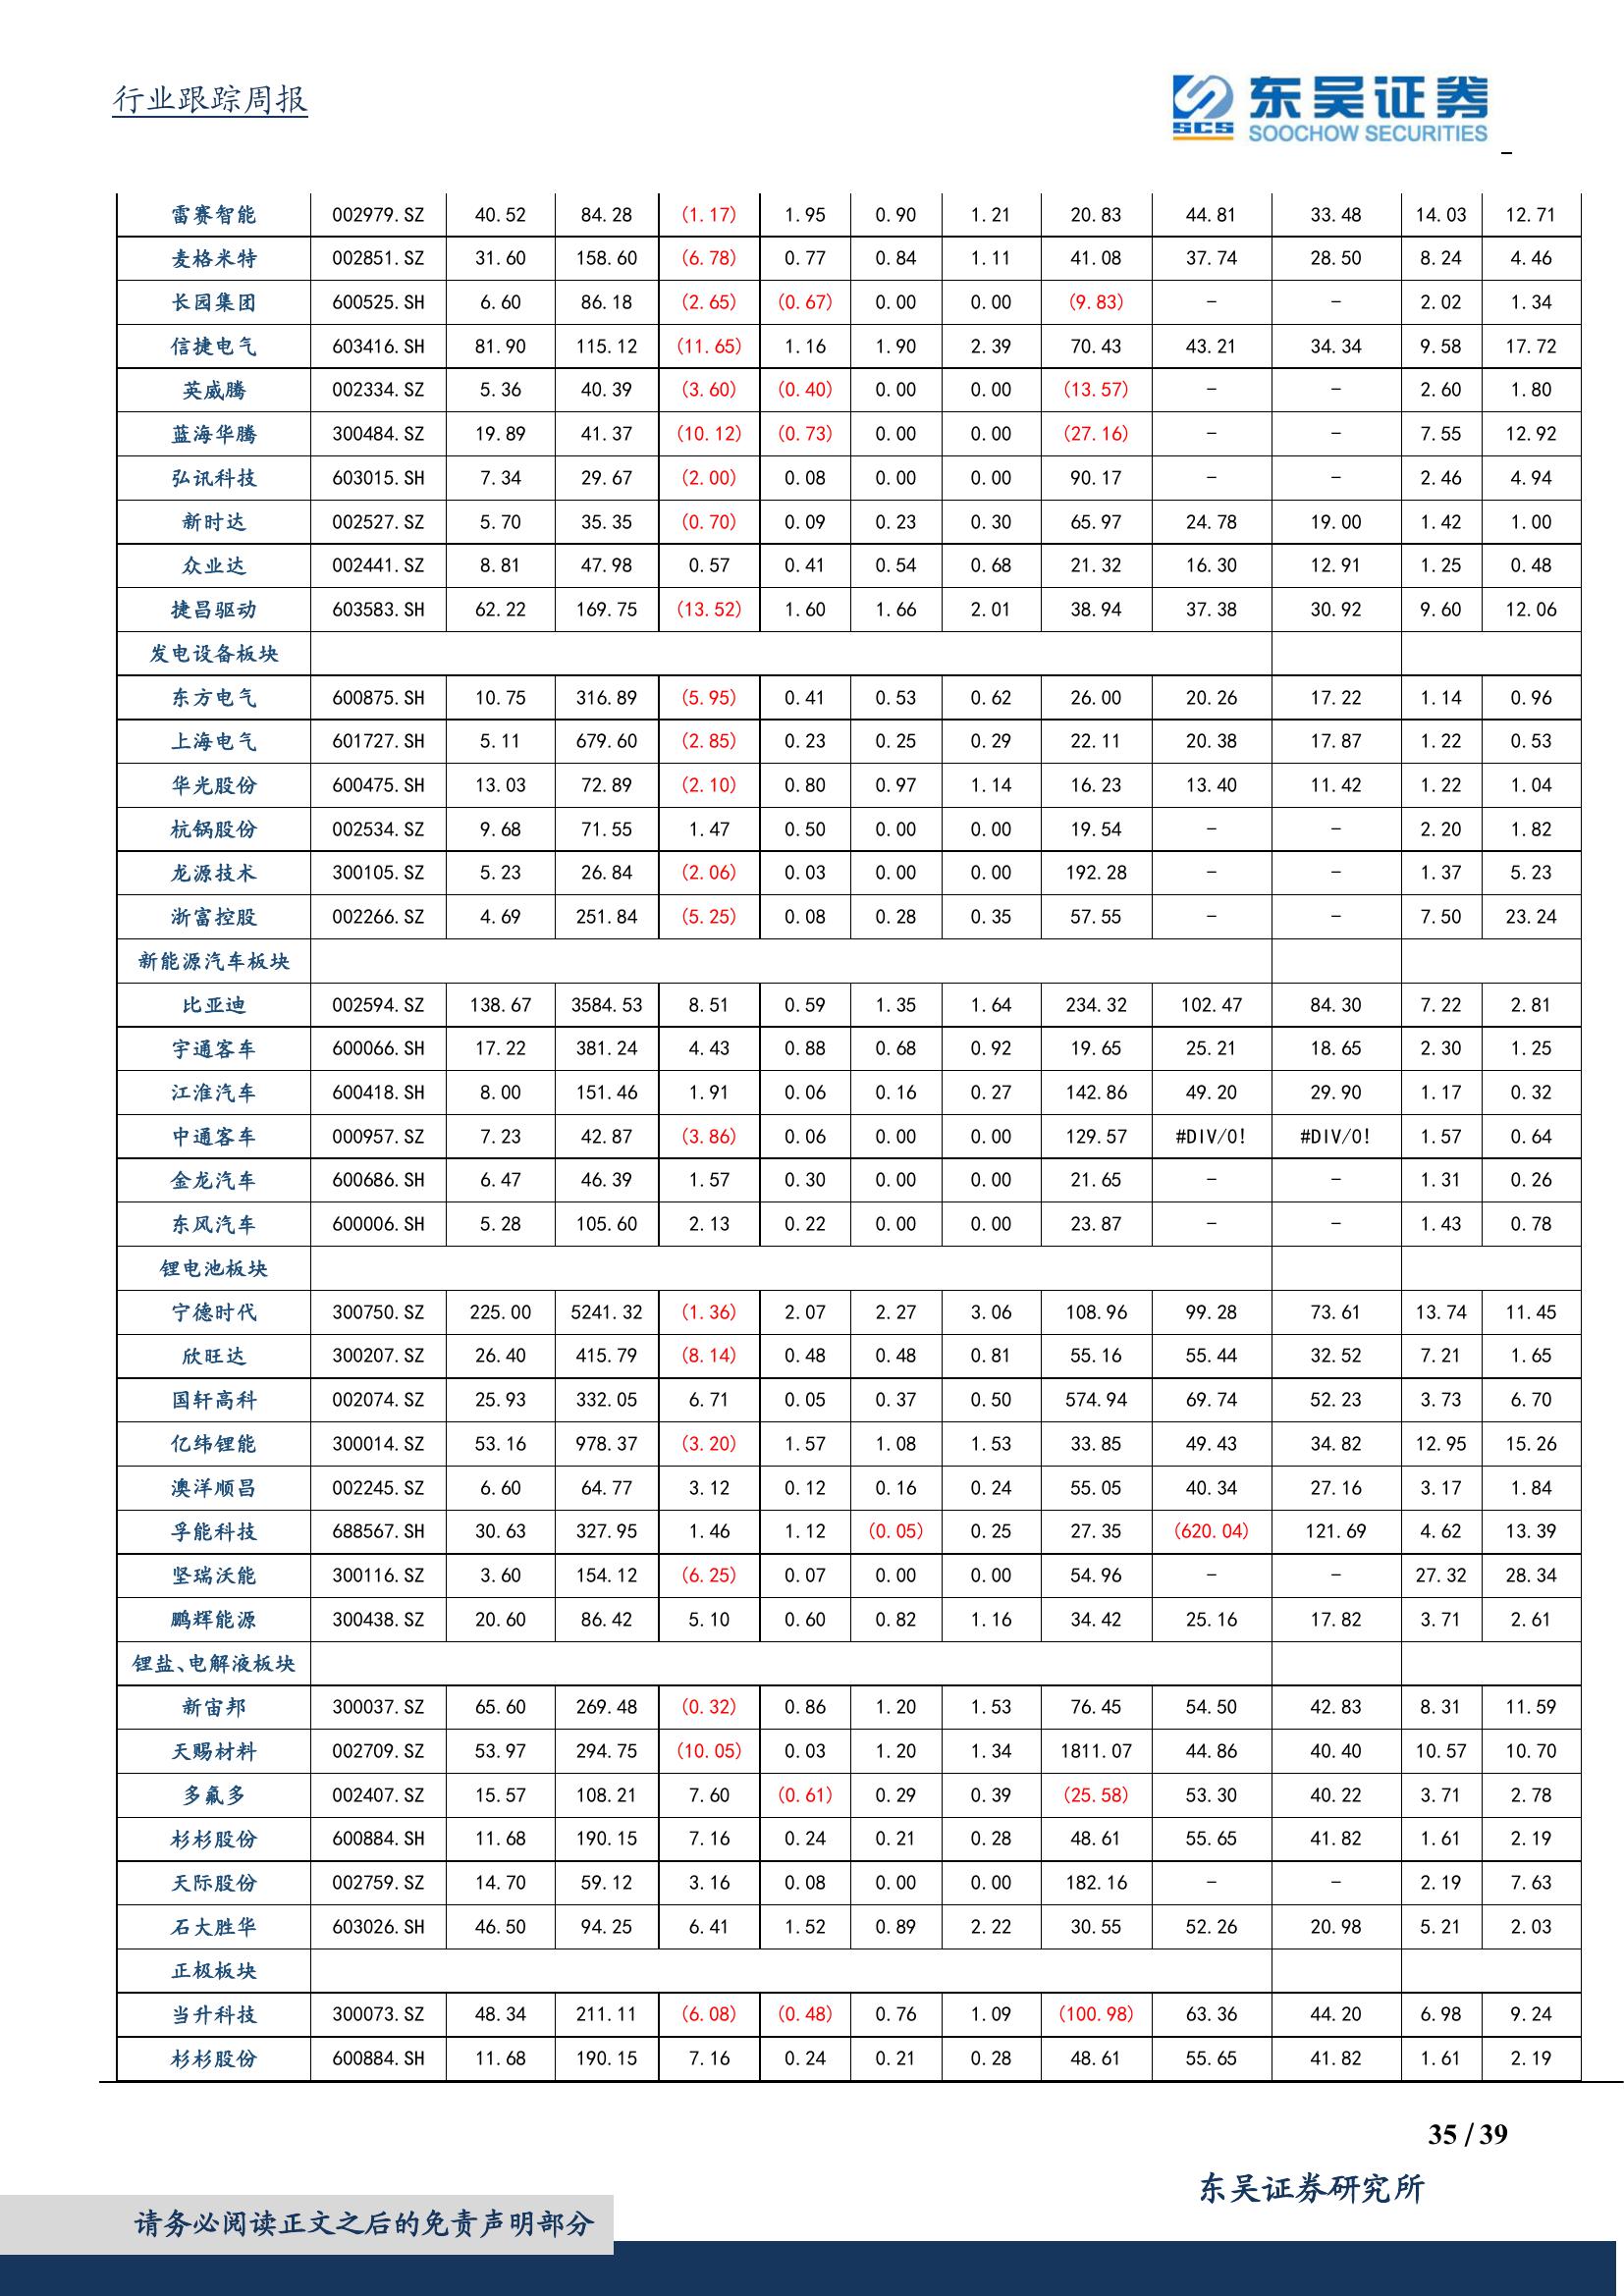 行业跟踪周报
SCS 东吴证券
SOOCHOW SECURITIES
雷赛智能 002979.SZ 40.52 84.28 (1.17) 1.95 0.90 1.21 20.83 44.81 33.48 14.03 12.71
麦格米特 002851.SZ 31.60 158.60 (6.78) 0.77 0.84 1.11 41.08 37.74 28.50 8.24 4.46
长园集团 600525.SH 6.60 86.18 (2.65) (0.67) 0.00 0.00 (9.83) - - 2.02 1.34
信捷电气 603416.SH 81.90 115.12 (11.65) 1.16 1.90 2.39 70.43 43.21 34.34 9.58 17.72
英威腾 002334.SZ 5.36 40.39 (3.60) (0.40) 0.00 0.00 (13.57) - - 2.60 1.80
蓝海华腾 300484.SZ 19.89 41.37 (10.12) (0.73) 0.00 0.00 (27.16) - - 7.55 12.92
弘讯科技 603015.SH 7.34 29.67 (2.00) 0.08 0.00 0.00 90.17 - - 2.46 4.94
新时达 002527.SZ 5.70 35.35 (0.70) 0.09 0.23 0.30 65.97 24.78 19.00 1.42 1.00
众业达 002441.SZ 8.81 47.98 0.57 0.41 0.54 0.68 21.32 16.30 12.91 1.25 0.48
捷昌驱动 603583.SH 62.22 169.75 (13.52) 1.60 1.66 2.01 38.94 37.38 30.92 9.60 12.06
发电设备板块
东方电气 600875.SH 10.75 316.89 (5.95) 0.41 0.53 0.62 26.00 20.26 17.22 1.14 0.96
上海电气 601727.SH 5.11 679.60 (2.85) 0.23 0.25 0.29 22.11 20.38 17.87 1.22 0.53
华光股份 600475.SH 13.03 72.89 (2.10) 0.80 0.97 1.14 16.23 13.40 11.42 1.22 1.04
杭锅股份 002534.SZ 9.68 71.55 1.47 0.50 0.00 0.00 19.54 - - 2.20 1.82
龙源技术 300105.SZ 5.23 26.84 (2.06) 0.03 0.00 0.00 192.28 - - 1.37 5.23
浙富控股 002266.SZ 4.69 251.84 (5.25) 0.08 0.28 0.35 57.55 - - 7.50 23.24
新能源汽车板块
比亚迪 002594.SZ 138.67 3584.53 8.51 0.59 1.35 1.64 234.32 102.47 84.30 7.22 2.81
宇通客车 600066.SH 17.22 381.24 4.43 0.88 0.68 0.92 19.65 25.21 18.65 2.30 1.25
江淮汽车 600418.SH 8.00 151.46 1.91 0.06 0.16 0.27 142.86 49.20 29.90 1.17 0.32
中通客车 000957.SZ 7.23 42.87 (3.86) 0.06 0.00 0.00 129.57 #DIV/0! #DIV/0! 1.57 0.64
金龙汽车 600686.SH 6.47 46.39 1.57 0.30 0.00 0.00 21.65 - - 1.31 0.26
东风汽车 600006.SH 5.28 105.60 2.13 0.22 0.00 0.00 23.87 - - 1.43 0.78
锂电池板块
宁德时代 300750.SZ 225.00 5241.32 (1.36) 2.07 2.27 3.06 108.96 99.28 73.61 13.74 11.45
欣旺达 300207.SZ 26.40 415.79 (8.14) 0.48 0.48 0.81 55.16 55.44 32.52 7.21 1.65
国轩高科 002074.SZ 25.93 332.05 6.71 0.05 0.37 0.50 574.94 69.74 52.23 3.73 6.70
亿纬锂能 300014.SZ 53.16 978.37 (3.20) 1.57 1.08 1.53 33.85 49.43 34.82 12.95 15.26
澳洋顺昌 002245.SZ 6.60 64.77 3.12 0.12 0.16 0.24 55.05 40.34 27.16 3.17 1.84
孚能科技 688567.SH 30.63 327.95 1.46 1.12 (0.05) 0.25 27.35 (620.04) 121.69 4.62 13.39
坚瑞沃能 300116.SZ 3.60 154.12 (6.25) 0.07 0.00 0.00 54.96 - - 27.32 28.34
鹏辉能源 300438.SZ 20.60 86.42 5.10 0.60 0.82 1.16 34.42 25.16 17.82 3.71 2.61
锂盐、电解液板块
新宙邦 300037.SZ 65.60 269.48 (0.32) 0.86 1.20 1.53 76.45 54.50 42.83 8.31 11.59
天赐材料 002709.SZ 53.97 294.75 (10.05) 0.03 1.20 1.34 1811.07 44.86 40.40 10.57 10.70
多氟多 002407.SZ 15.57 108.21 7.60 (0.61) 0.29 0.39 (25.58) 53.30 40.22 3.71 2.78
杉杉股份 600884.SH 11.68 190.15 7.16 0.24 0.21 0.28 48.61 55.65 41.82 1.61 2.19
天际股份 002759.SZ 14.70 59.12 3.16 0.08 0.00 0.00 182.16 - - 2.19 7.63
石大胜华 603026.SH 46.50 94.25 6.41 1.52 0.89 2.22 30.55 52.26 20.98 5.21 2.03
正极板块
当升科技 300073.SZ 48.34 211.11 (6.08) (0.48) 0.76 1.09 (100.98) 63.36 44.20 6.98 9.24
杉杉股份 600884.SH 11.68 190.15 7.16 0.24 0.21 0.28 48.61 55.65 41.82 1.61 2.19
35 / 39
东吴证券研究所
请务必阅读正文之后的免责声明部分